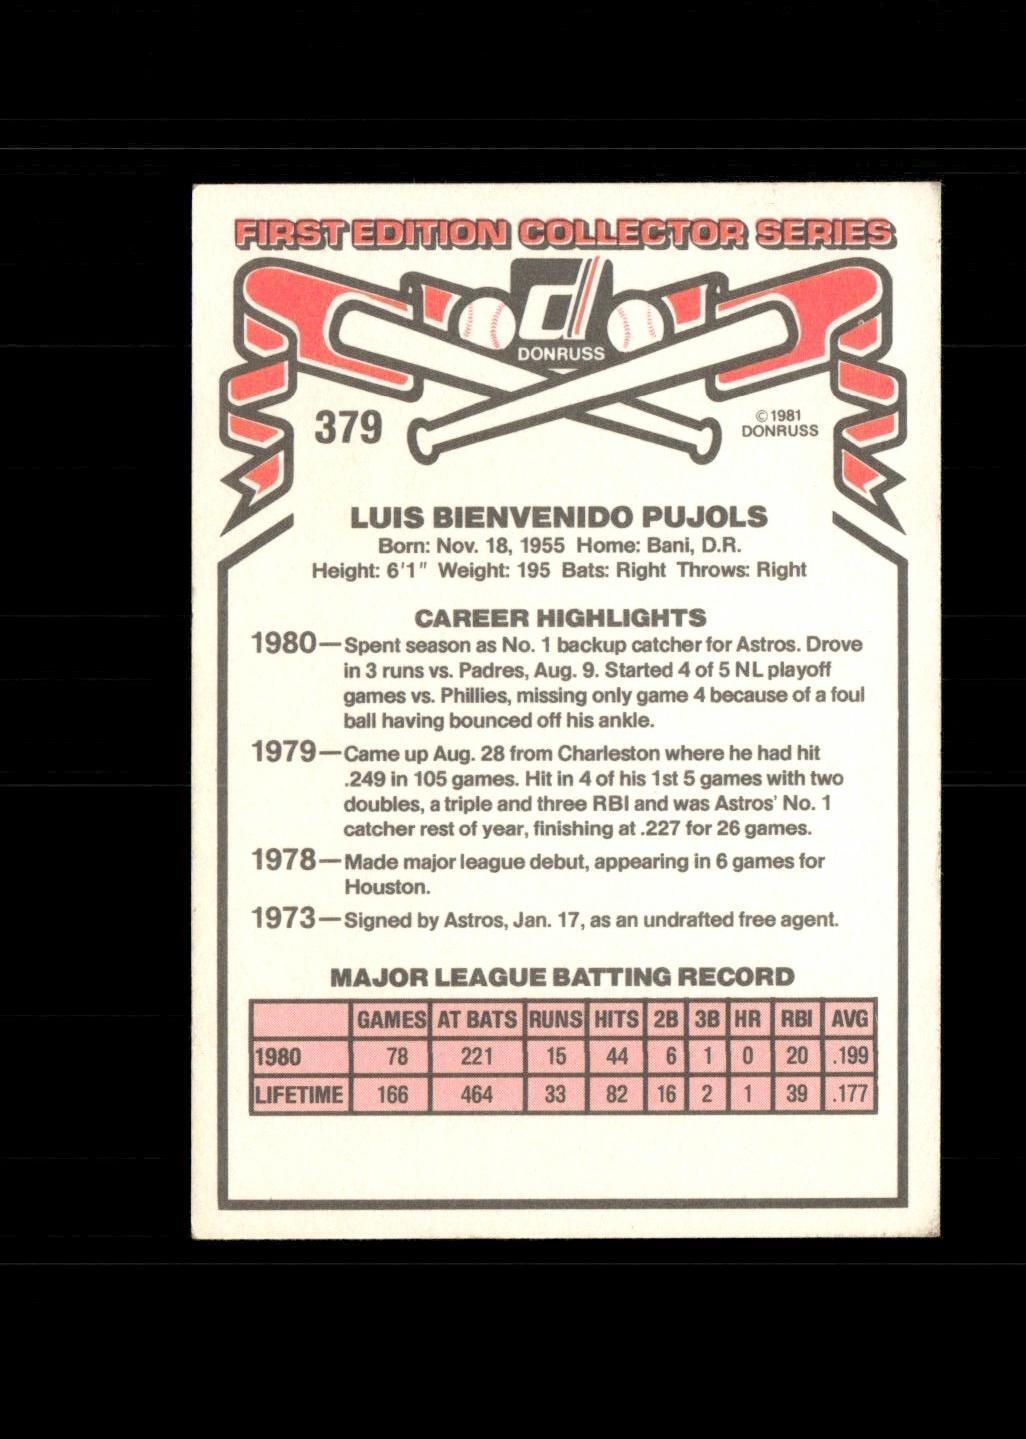 FIRST EDITION COLLECTOR SERIES
d
DONRUSS
379
© 1981
DONRUSS
LUIS BIENVENIDO PUJOLS
Born: Nov. 18, 1955 Home: Bani, D.R.
Height: 6'1" Weight: 195 Bats: Right Throws: Right
CAREER HIGHLIGHTS
1980—Spent season as No. 1 backup catcher for Astros. Drove
in 3 runs vs. Padres, Aug. 9. Started 4 of 5 NL playoff
games vs. Phillies, missing only game 4 because of a foul
ball having bounced off his ankle.
1979—Came up Aug. 28 from Charleston where he had hit
.249 in 105 games. Hit in 4 of his 1st 5 games with two
doubles, a triple and three RBI and was Astros' No. 1
catcher rest of year, finishing at .227 for 26 games.
1978—Made major league debut, appearing in 6 games for
Houston.
1973—Signed by Astros, Jan. 17, as an undrafted free agent.
MAJOR LEAGUE BATTING RECORD
GAMES AT BATS RUNS HITS 2B 3B HR RBI AVG
1980 78 221 15 44 6 1 0 20 .199
LIFETIME 166 464 33 82 16 2 1 39 .177